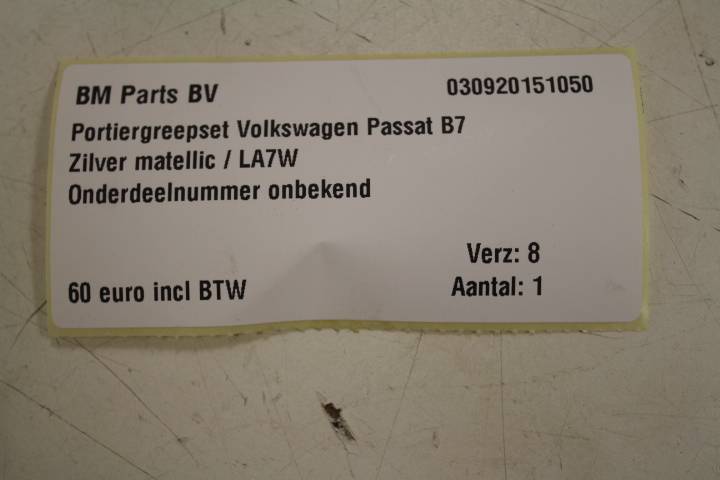 BM Parts BV 030920151050
Portiergreepset Volkswagen Passat B7
Zilver matellic / LA7W
Onderdeelnummer onbekend
Verz: 8
60 euro incl BTW Aantal: 1